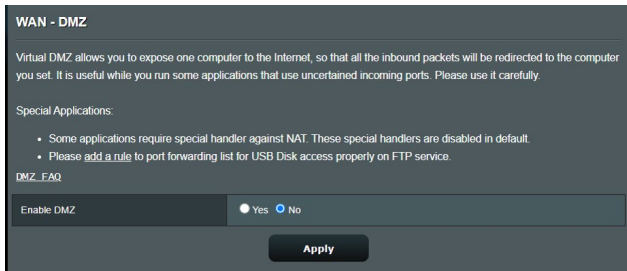 WAN - DMZ
Virtual DMZ allows you to expose one computer to the Internet, so that all the inbound packets will be redirected to the computer
you set. It is useful while you run some applications that use uncertained incoming ports. Please use it carefully.
Special Applications:
• Some applications require special handler against NAT. These special handlers are disabled in default.
• Please add a rule to port forwarding list for USB Disk access properly on FTP service.
DMZ FAQ
Enable DMZ Yes No
Apply